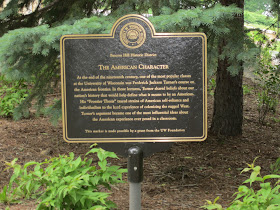 Bascom Hill Historic District
THE AMERICAN CHARACTER
At the end of the nineteenth century, one of the most popular classes
at the University of Wisconsin was Frederick Jackson Turner's course on
the American frontier. In those lectures, Turner shared beliefs about our
nation's history that would help define what it means to be an American.
His "Frontier Thesis" traced strains of American self-reliance and
individualism to the hard experience of colonizing the rugged West.
Turner's argument became one of the most influential ideas about
the American experience ever posed in a classroom.
This marker is made possible by a grant from the UW Foundation